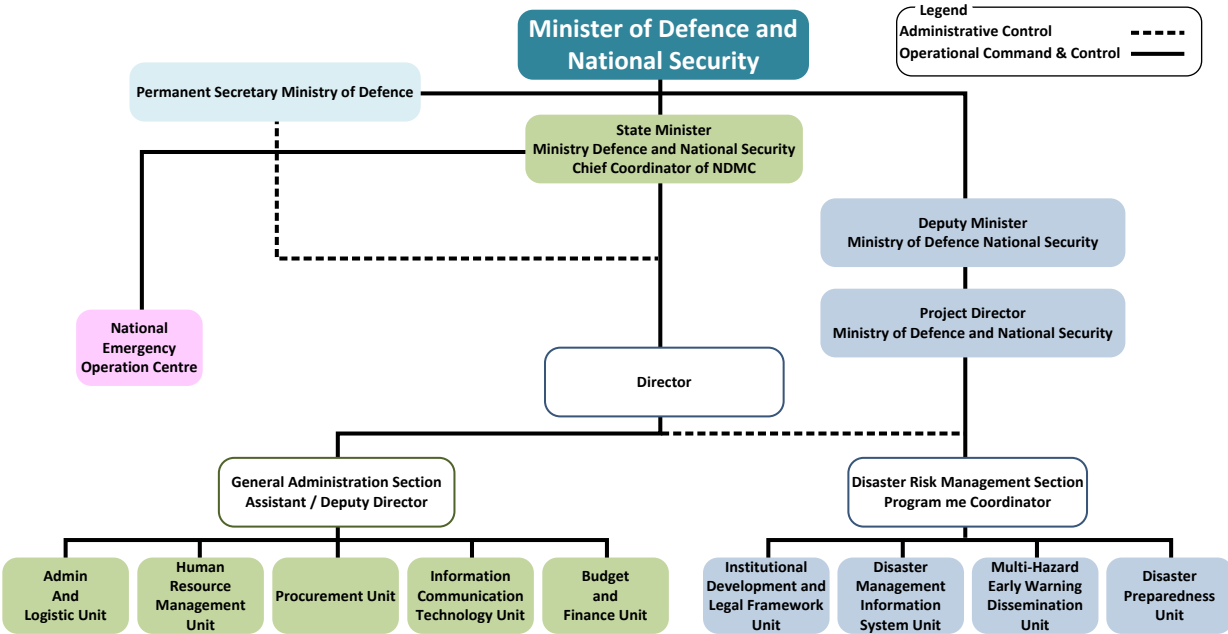 Minister of Defence and
National Security
Legend
Administrative Control
Operational Command & Control
Permanent Secretary Ministry of Defence
State Minister
Ministry Defence and National Security
Chief Coordinator of NDMC
Deputy Minister
Ministry of Defence National Security
Project Director
Ministry of Defence and National Security
National
Emergency
Operation Centre
Director
General Administration Section
Assistant / Deputy Director
Disaster Risk Management Section
Program me Coordinator
Admin
And
Logistic Unit
Human
Resource
Management
Unit
Procurement Unit
Information
Communication
Technology Unit
Budget
and
Finance Unit
Institutional
Development and
Legal Framework
Unit
Disaster
Management
Information
System Unit
Multi-Hazard
Early Warning
Dissemination
Unit
Disaster
Preparedness
Unit